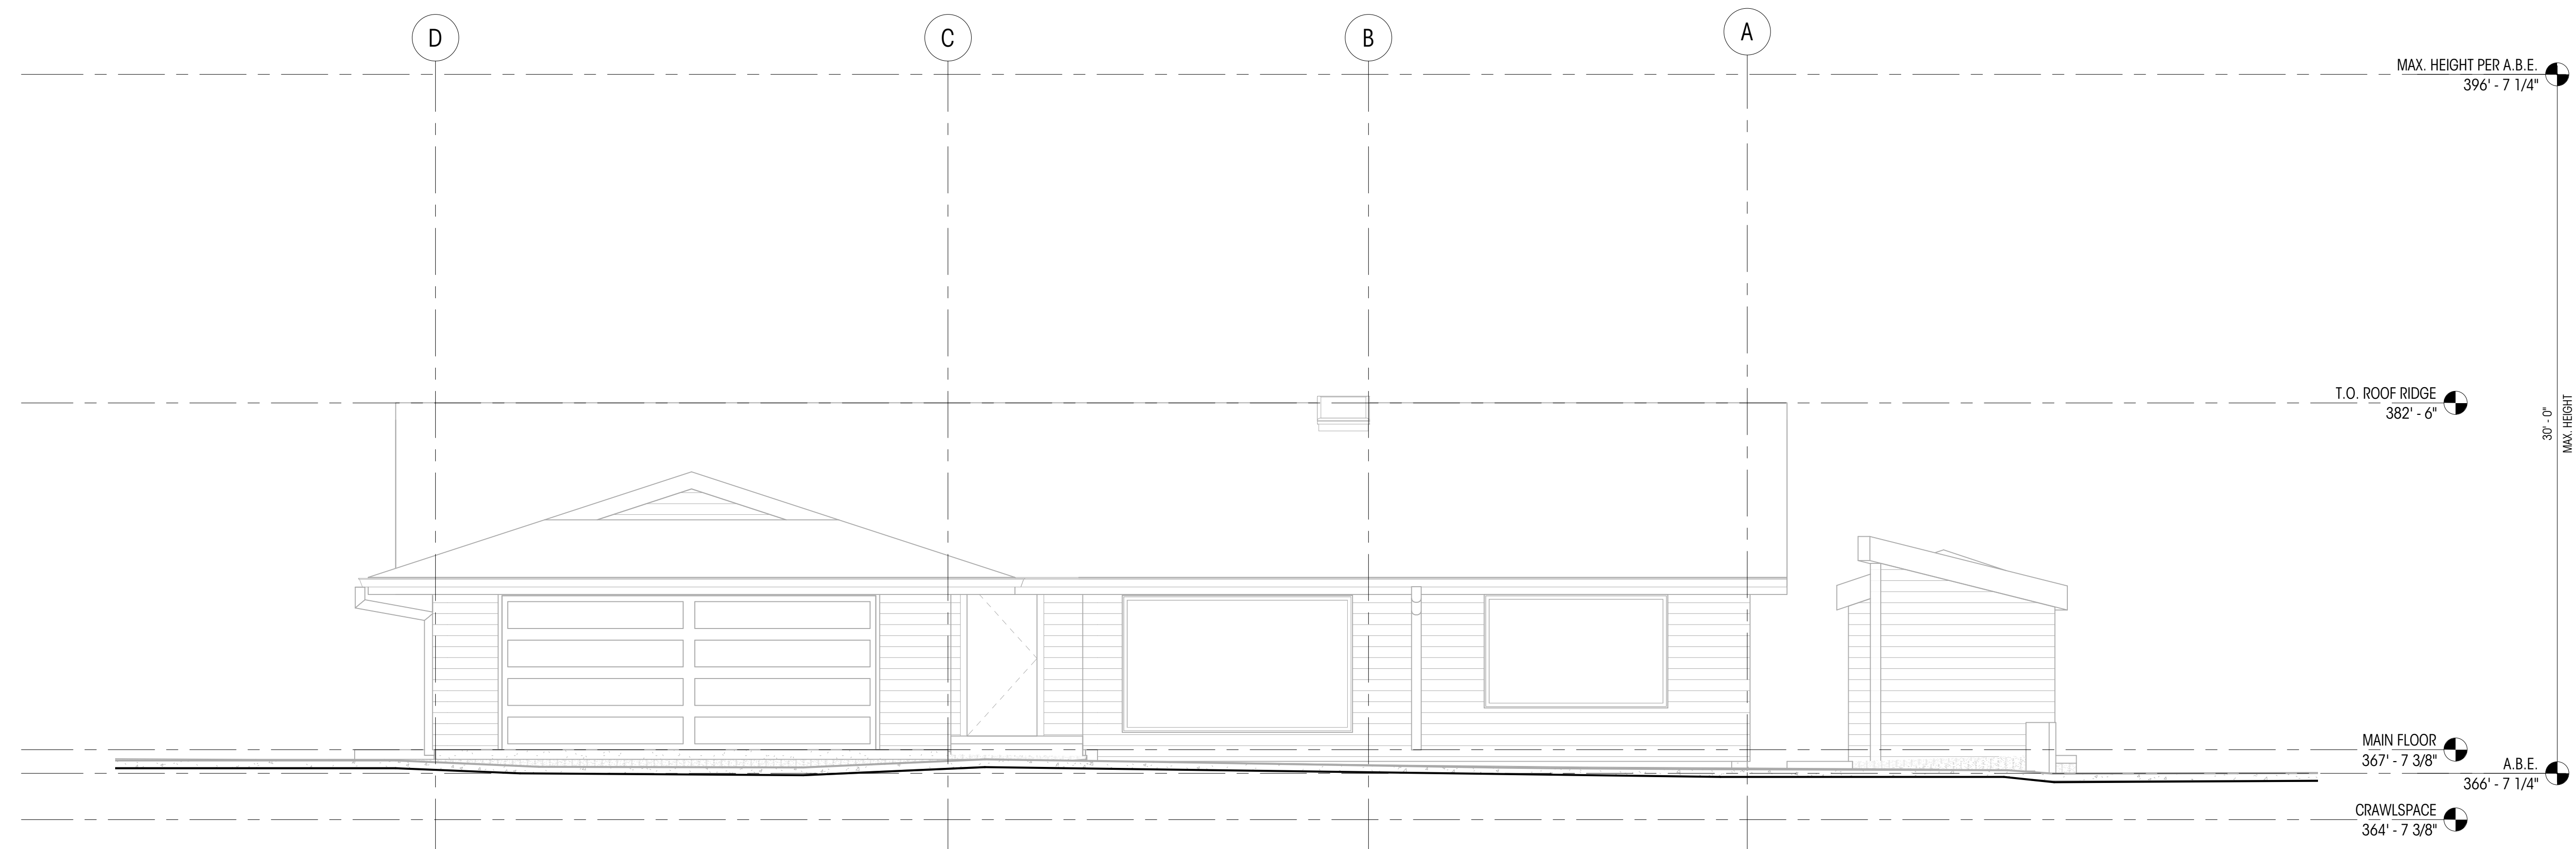 D
C
B
A
MAX. HEIGHT PER A.B.E.
396' - 7 1/4"
T.O. ROOF RIDGE
382' - 6"
30' - 0"
MAX. HEIGHT
MAIN FLOOR
367' - 7 3/8"
A.B.E.
366' - 7 1/4"
CRAWLSPACE
364' - 7 3/8"